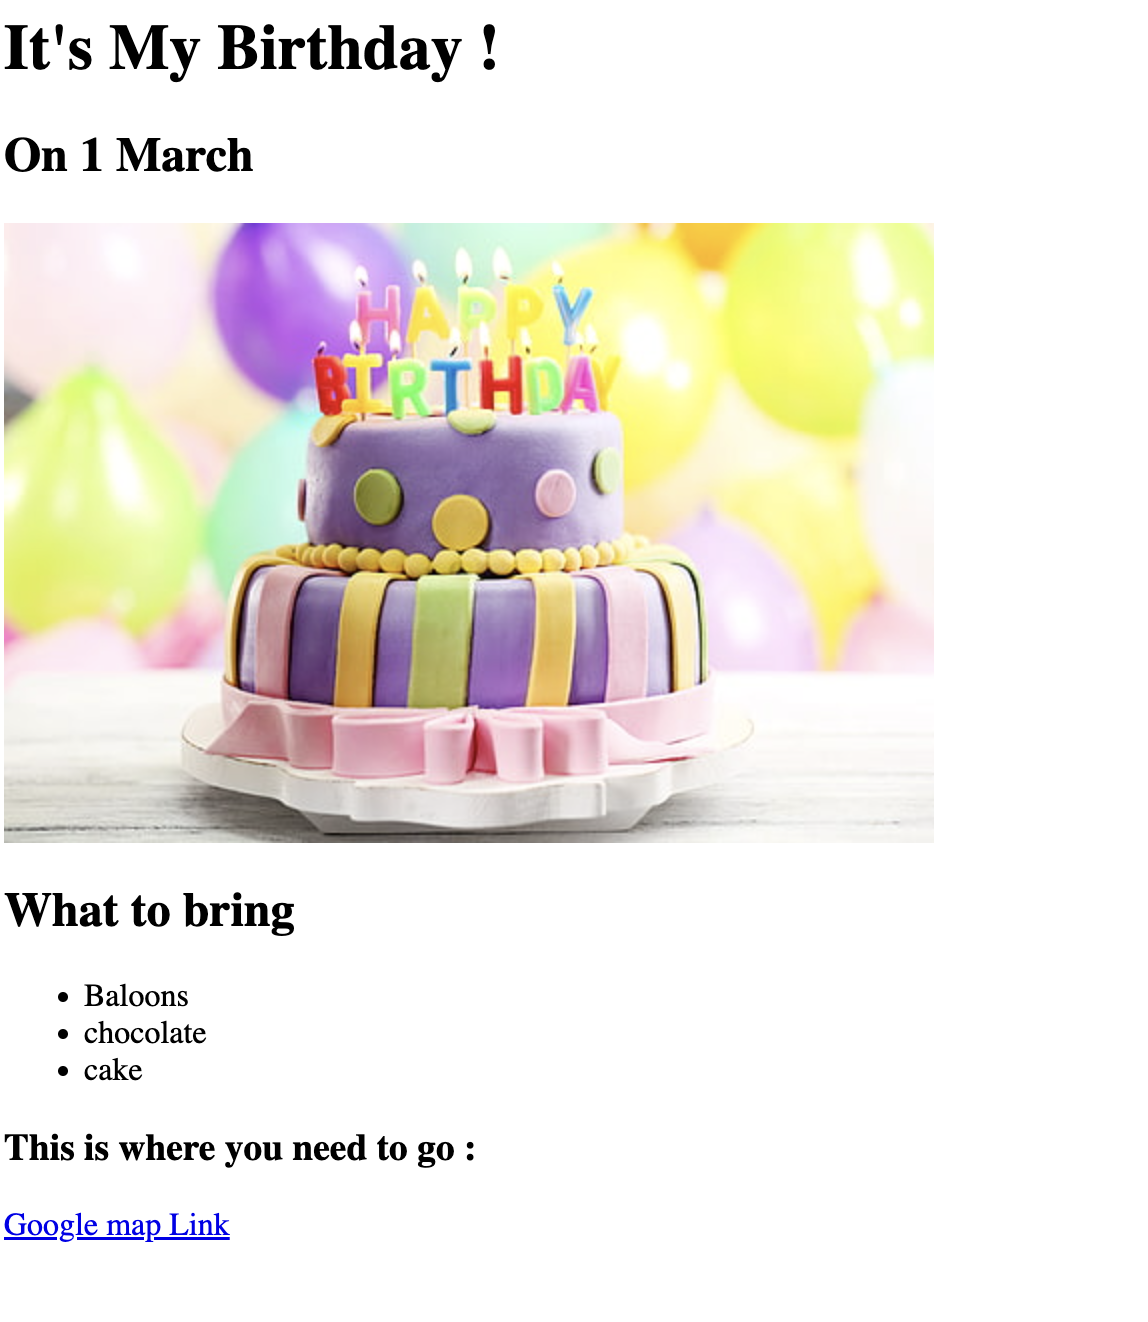 It's My Birthday !
On 1 March
HAPPY
BIRTHDAY
What to bring
Baloons
chocolate
cake
This is where you need to go :
Google map Link